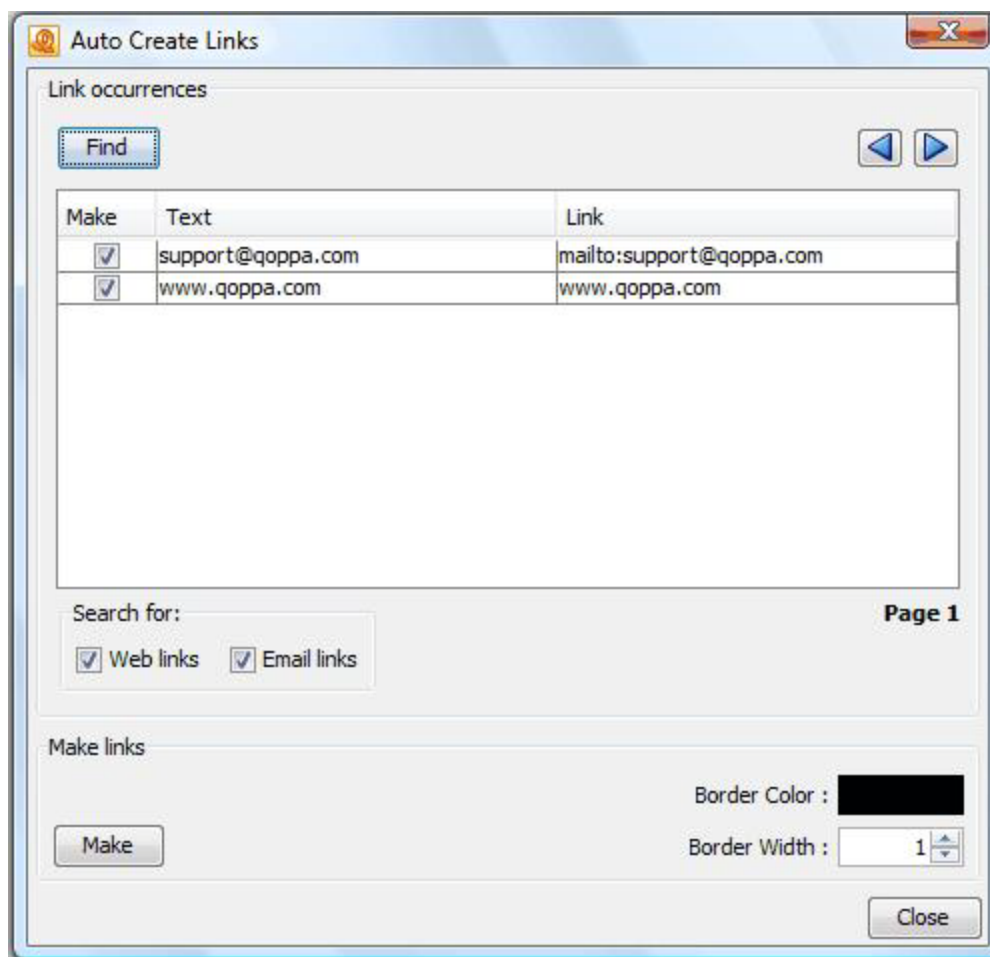 Auto Create Links
Link occurrences
Find
Make Text Link
support@qoppa.com mailto:support@qoppa.com
www.qoppa.com www.qoppa.com
Search for:
Page 1
Web links Email links
Make links
Border Color :
Make
Border Width : 1
Close